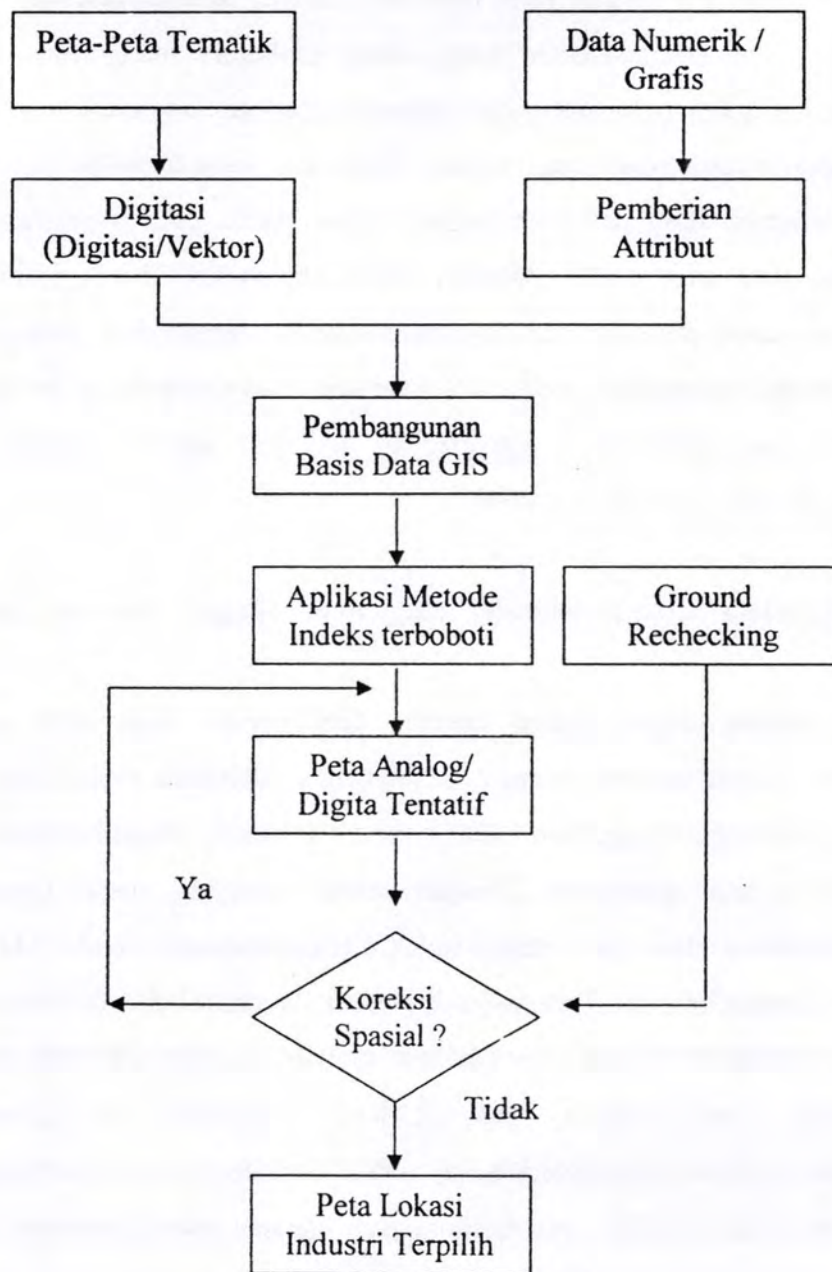 Peta-Peta Tematik
Data Numerik /
Grafis
Digitasi
(Digitasi/Vektor)
Pemberian
Attribut
Pembangunan
Basis Data GIS
Aplikasi Metode
Indeks terboboti
Ground
Rechecking
Peta Analog/
Digita Tentatif
Ya
Koreksi
Spasial ?
Tidak
Peta Lokasi
Industri Terpilih